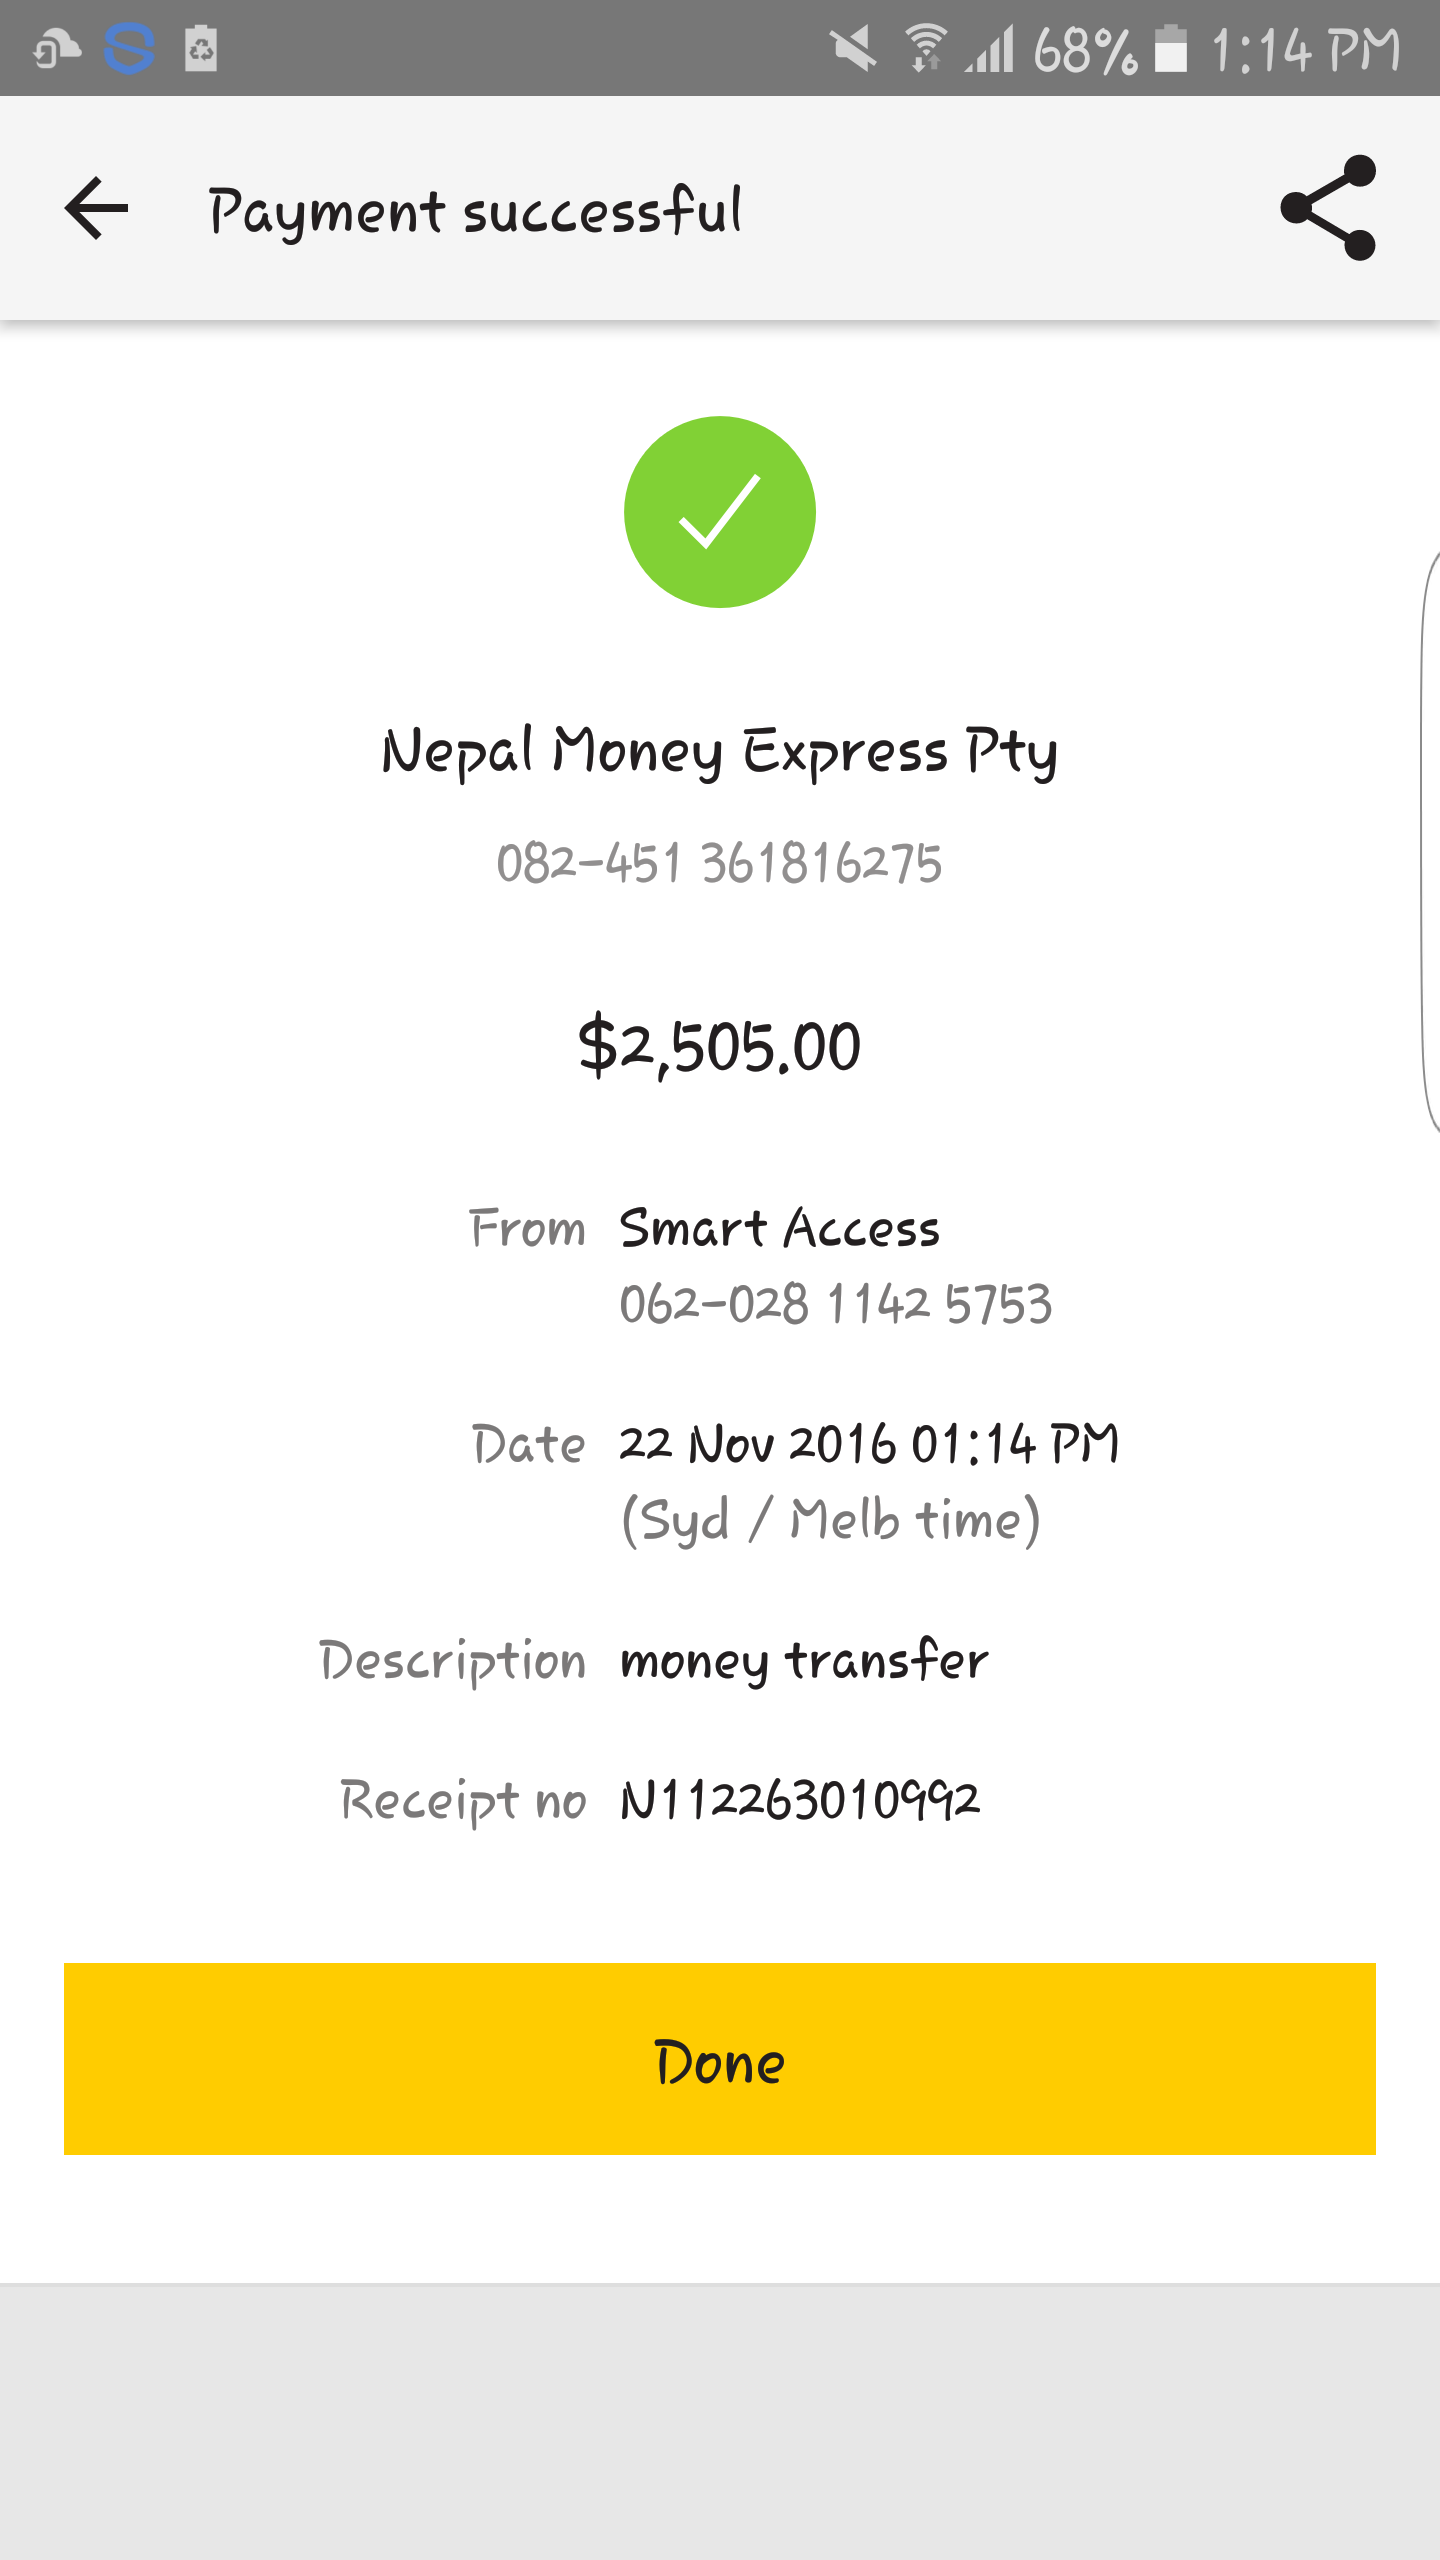 68% 1:14 PM
Payment successful
Nepal Money Express Pty
082-451 361816275
$2,505.00
From Smart Access
062-028 1142 5753
Date 22 Nov 2016 01:14 PM
(Syd / Melb time)
Description money transfer
Receipt no N112263010992
Done